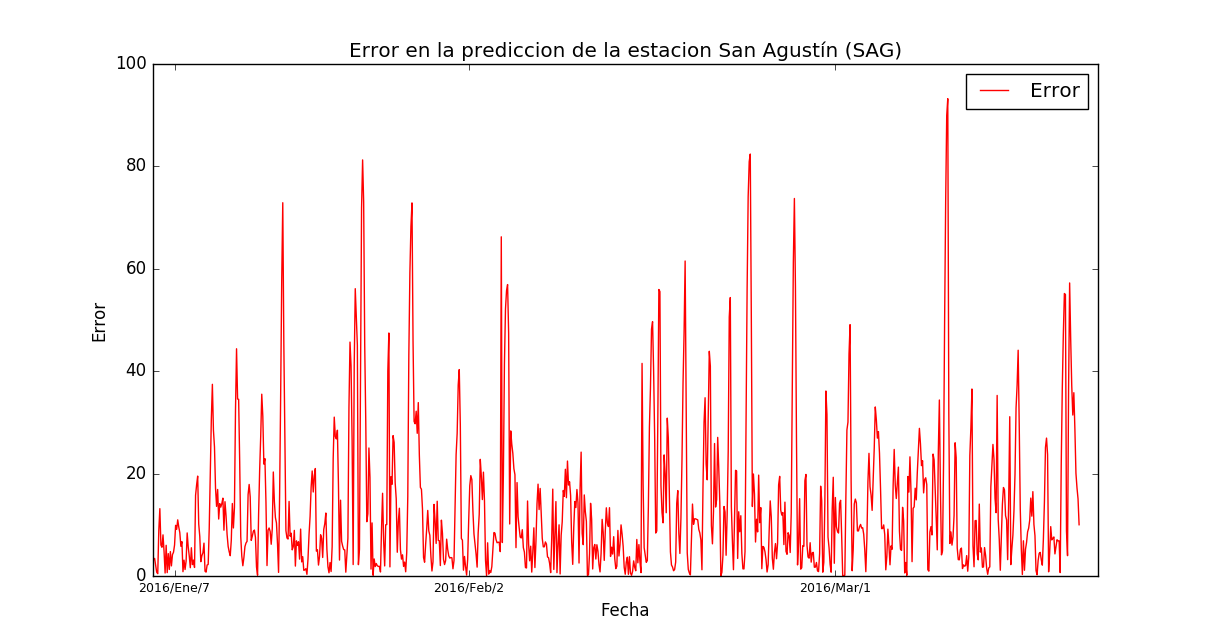 Error en la prediccion de la estacion San Agustín (SAG)
100
80
60
40
20
0
Error
Error
2016/Ene/7
2016/Feb/2
2016/Mar/1
Fecha